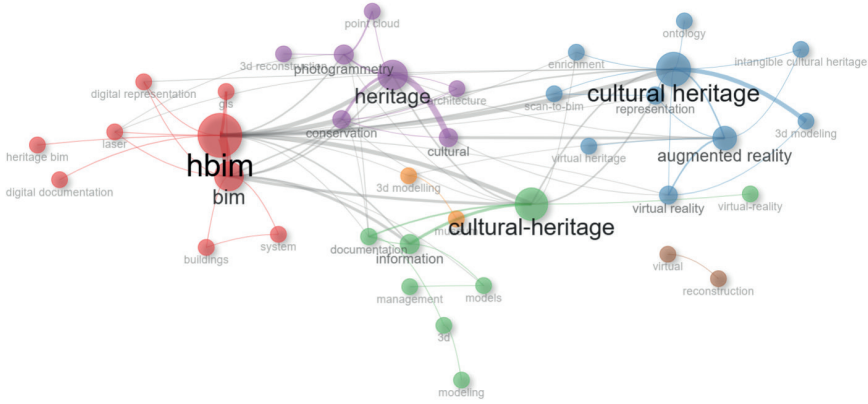 point cloud
ontology
3d reconstruction
photogrammetry
enrichment
intangible cultural heritage
digital representation
gis
heritage
architecture
scan-to-bim
cultural heritage
representation
laser
conservation
cultural
3d modeling
heritage bim
hbim
virtual heritage
augmented reality
digital documentation
bim
3d modelling
virtual reality
virtual-reality
cultural-heritage
buildings
system
documentation
information
virtual
management
models
reconstruction
3d
modeling